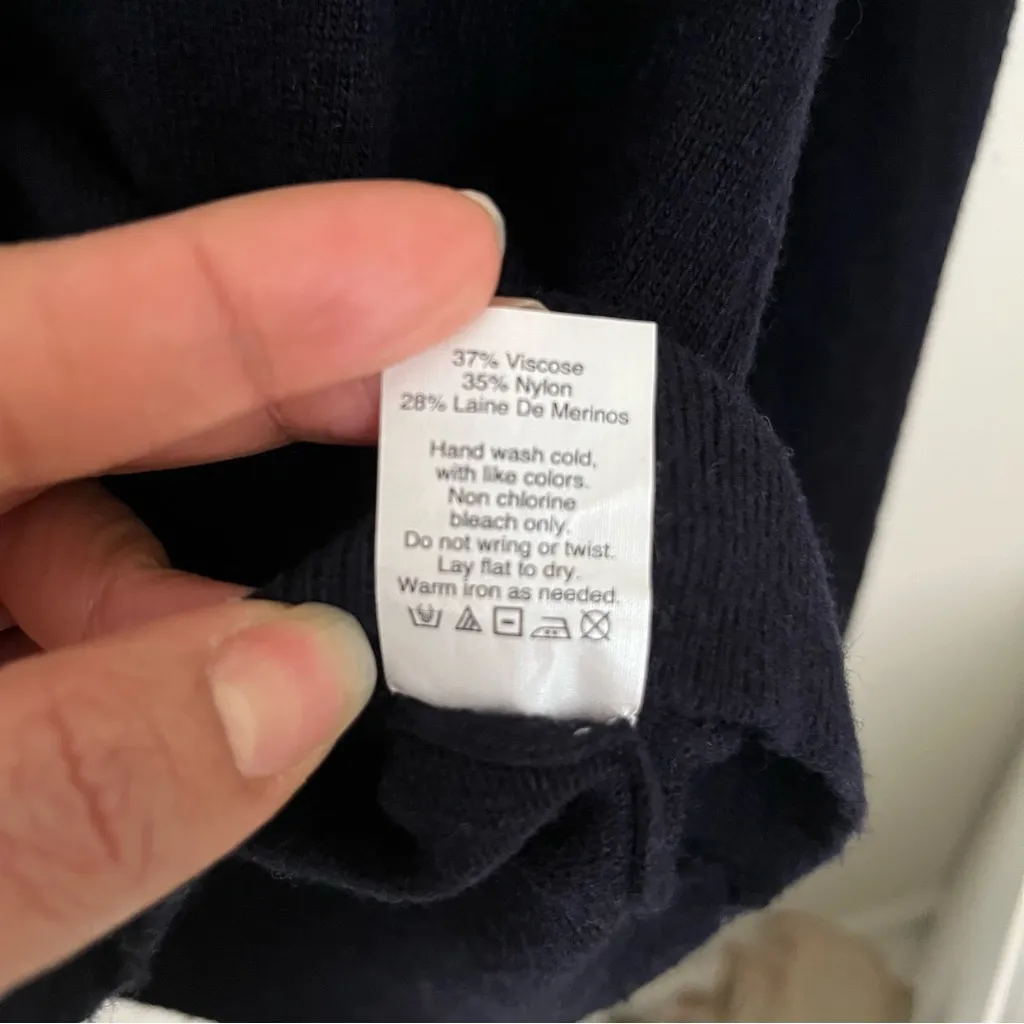 37% Viscose
35% Nylon
28% Laine De Merinos
Hand wash cold,
with like colors.
Non chlorine
bleach only.
Do not wring or twist.
Lay flat to dry.
Warm iron as needed.